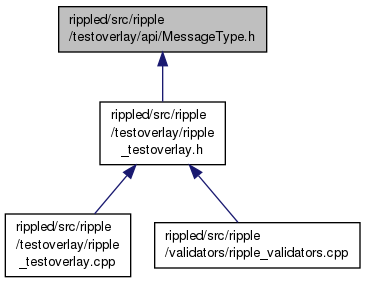 rippled/src/ripple
/testoverlay/api/MessageType.h
rippled/src/ripple
/testoverlay/ripple
_testoverlay.h
rippled/src/ripple
/testoverlay/ripple
_testoverlay.cpp
rippled/src/ripple
/validators/ripple_validators.cpp